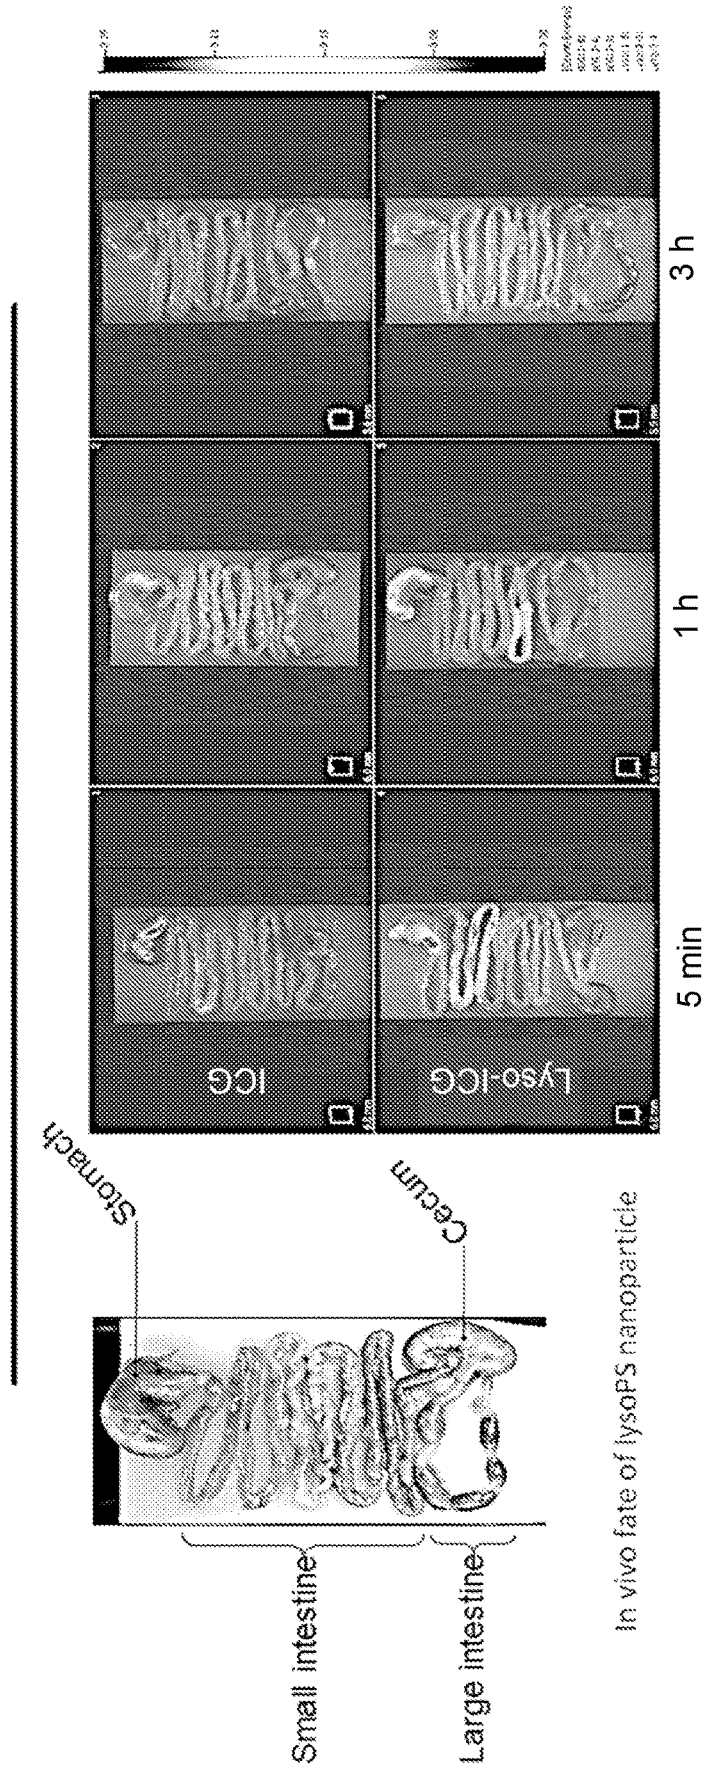 Stomach
Cecum
Small intestine
Large intestine
In vivo fate of lysoPS nanoparticle
ICG
Lyso-ICG
5 min
1 h
3 h